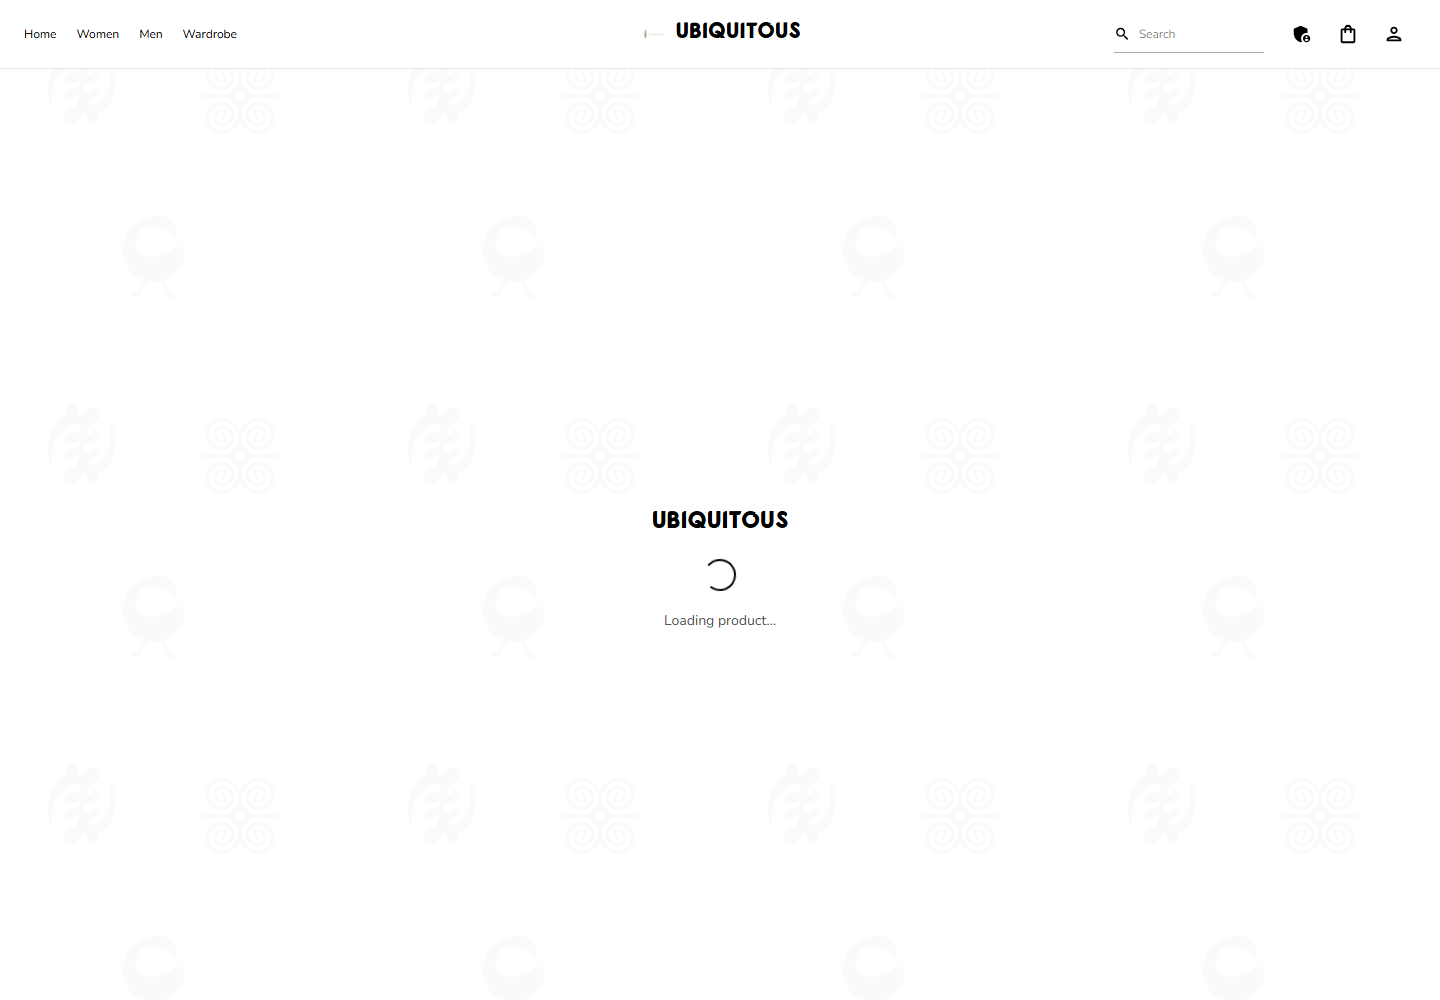 Home Women Men Wardrobe
UBIQUITOUS
Search
UBIQUITOUS
Loading product...